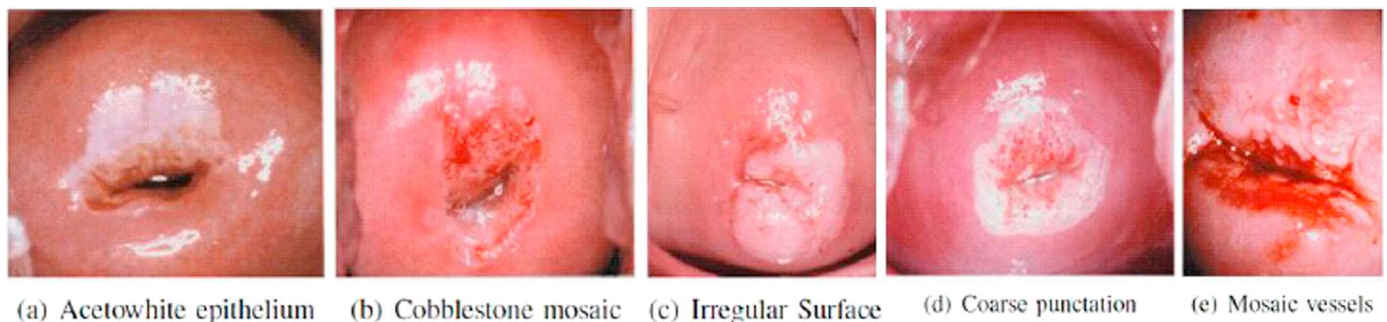 (a) Acetowhite epithelium (b) Cobblestone mosaic (c) Irregular Surface (d) Coarse punctation (e) Mosaic vessels